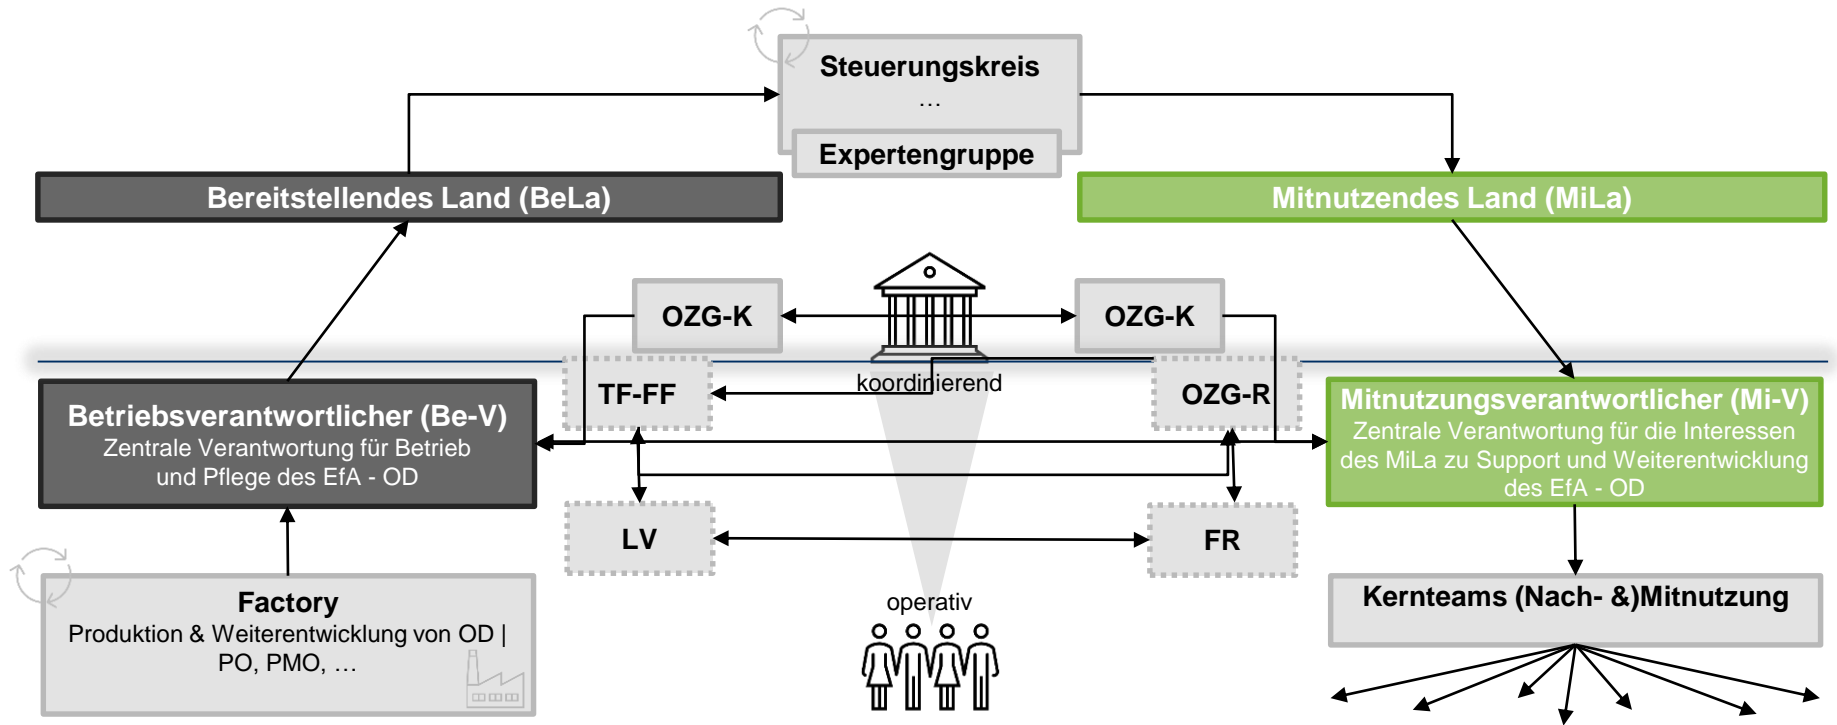 Steuerungskreis
…
Expertengruppe
Bereitstellendes Land (BeLa)
Mitnutzendes Land (MiLa)
OZG-K
OZG-K
TF-FF
koordinierend
OZG-R
Betriebsverantwortlicher (Be-V)
Zentrale Verantwortung für Betrieb
und Pflege des EfA - OD
Mitnutzungsverantwortlicher (Mi-V)
Zentrale Verantwortung für die Interessen
des MiLa zu Support und Weiterentwicklung
des EfA - OD
LV
FR
Factory
Produktion & Weiterentwicklung von OD |
PO, PMO, …
operativ
Kernteams (Nach- &)Mitnutzung